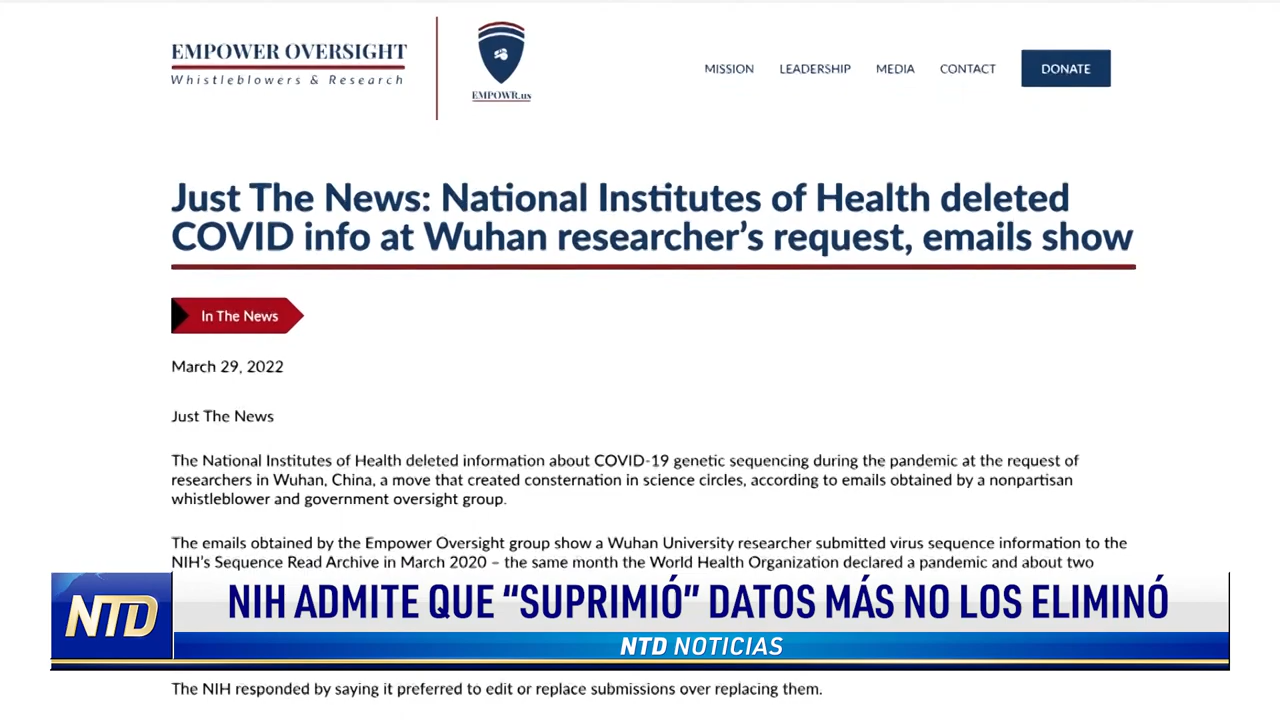 EMPOWER OVERSIGHT
Whistleblowers & Research
EMPOWR.us
MISSION LEADERSHIP MEDIA CONTACT DONATE
Just The News: National Institutes of Health deleted
COVID info at Wuhan researcher's request, emails show
In The News
March 29, 2022
Just The News
The National Institutes of Health deleted information about COVID-19 genetic sequencing during the pandemic at the request of
researchers in Wuhan, China, a move that created consternation in science circles, according to emails obtained by a nonpartisan
whistleblower and government oversight group.
The emails obtained by the Empower Oversight group show a Wuhan University researcher submitted virus sequence information to the
NIH's Sequence Read Archive in March 2020 – the same month the World Health Organization declared a pandemic and about two
NTD
NIH ADMITE QUE “SUPRIMIÓ” DATOS MÁS NO LOS ELIMINÓ
NTD NOTICIAS
The NIH responded by saying it preferred to edit or replace submissions over replacing them.